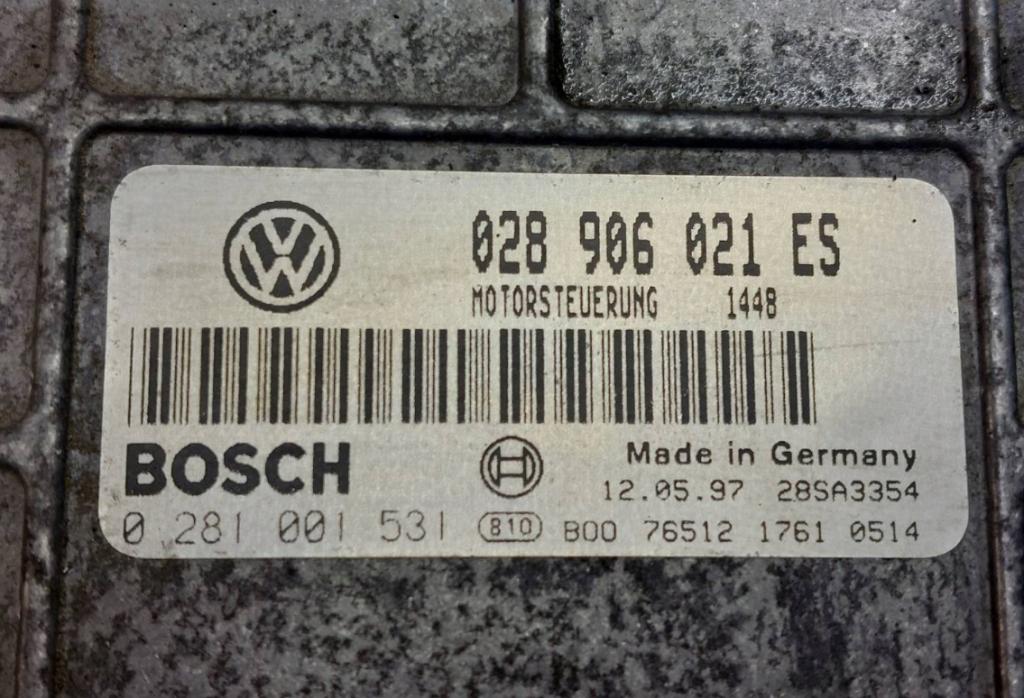 028 906 021 ES
MOTORSTEUERUNG 1448
BOSCH
Made in Germany
12.05.97 28SA3354
0 281 001 531 810 B00 76512 1761 0514